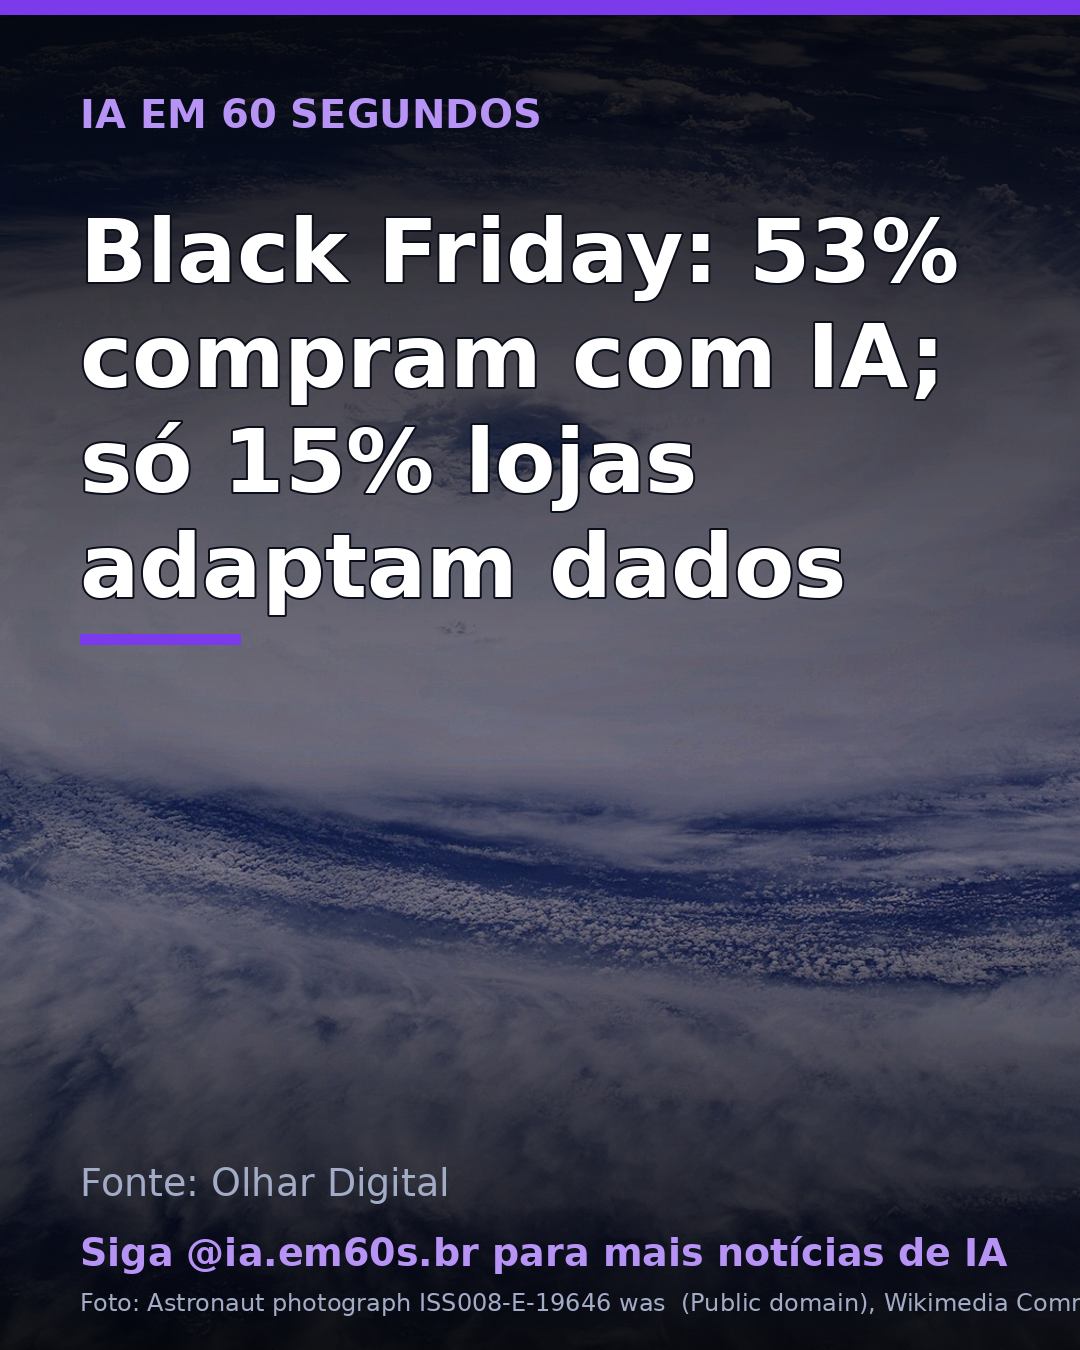 IA EM 60 SEGUNDOS
Black Friday: 53%
compram com IA;
só 15% lojas
adaptam dados
Fonte: Olhar Digital
Siga @ia.em60s.br para mais notícias de IA
Foto: Astronaut photograph ISS008-E-19646 was (Public domain), Wikimedia